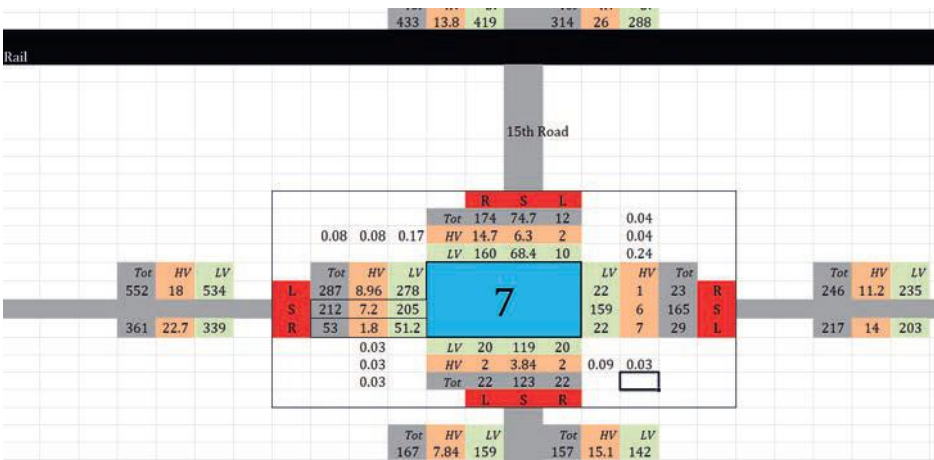 433 13.8 419 314 26 288
Rail
15th Road
R S L
Tot 174 74.7 12 0.04
0.08 0.08 0.17 HV 14.7 6.3 2 0.04
LV 160 68.4 10 0.24
Tot HV LV Tot HV LV LV HV Tot Tot HV LV
552 18 534 L 287 8.96 278 22 1 23 R 246 11.2 235
S 212 7.2 205 7 159 6 165 S
361 22.7 339 R 53 1.8 51.2 22 7 29 L 217 14 203
0.03 LV 20 119 20
0.03 HV 2 3.84 2 0.09 0.03
0.03 Tot 22 123 22
L S R
Tot HV LV Tot HV LV
167 7.84 159 157 15.1 142